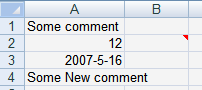 A B
1 Some comment
2 12
3 2007-5-16
4 Some New comment